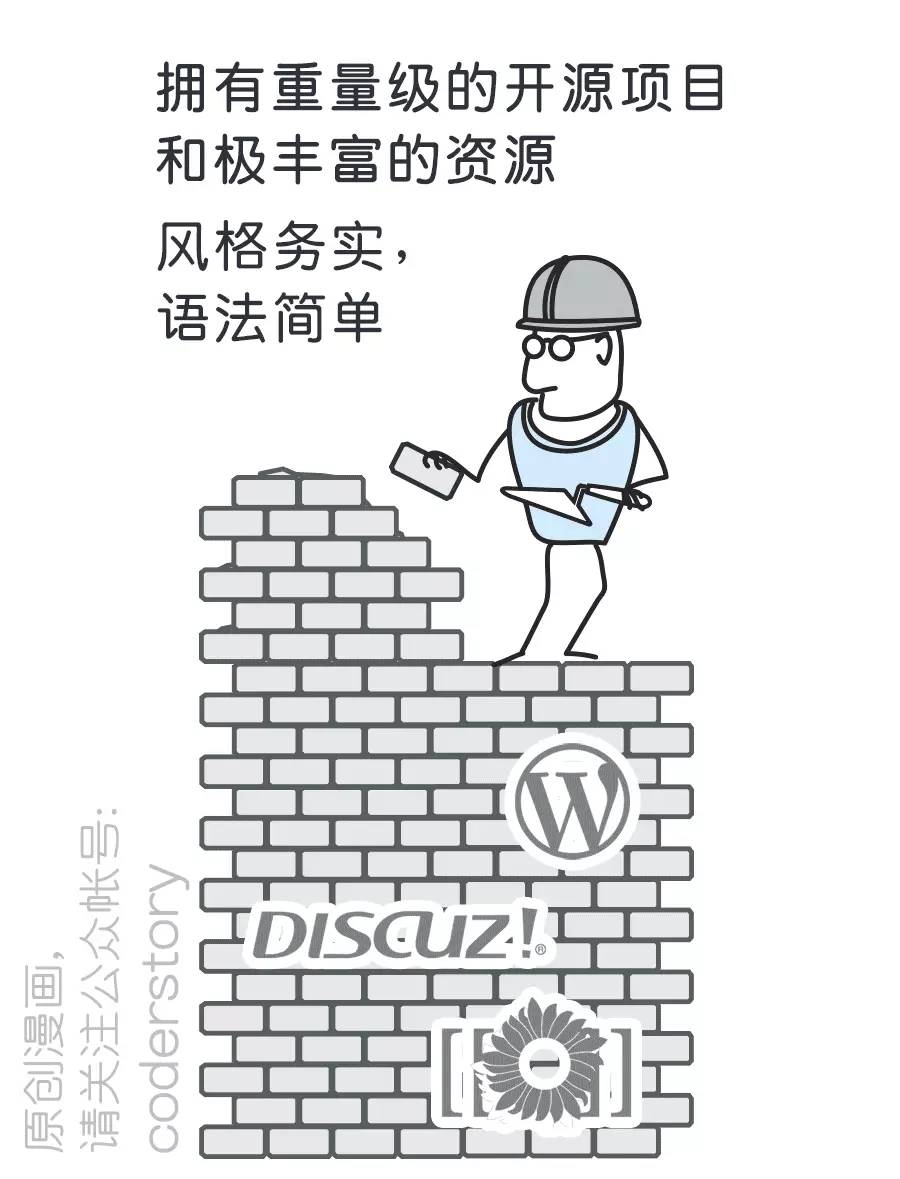 拥有重量级的开源项目
和极丰富的资源
风格务实，
语法简单
W
DISCUZ!®
[[ ]]
原创漫画，
请关注公众帐号：
coderstory